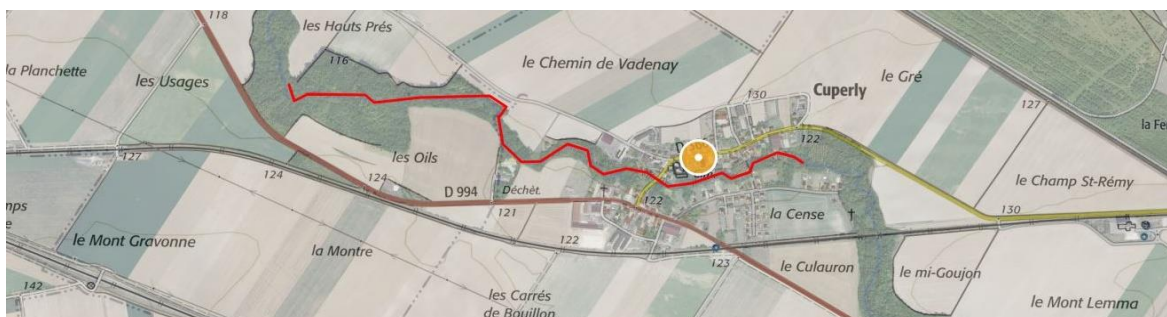 118
les Hauts Prés
la Planchette
les Usages
116
le Chemin de Vadenay
130
Cuperly
le Gré
127
la Fe
122
127
124
les Oils
124
Déchèt.
D 994
121
122
la Cense
le Champ St-Rémy
130
le Mont Gravonne
la Montre
122
123
le Culauron
le mi-Goujon
142
les Carrés
de Bouillon
le Mont Lemma